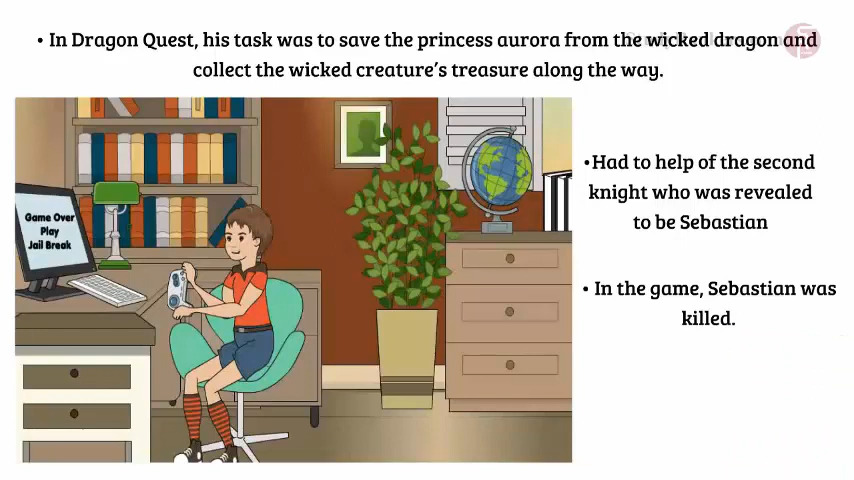 • In Dragon Quest, his task was to save the princess aurora from the wicked dragon and
collect the wicked creature's treasure along the way.
•Had to help of the second
knight who was revealed
to be Sebastian
• In the game, Sebastian was
killed.
Game Over
Play
Jail Break